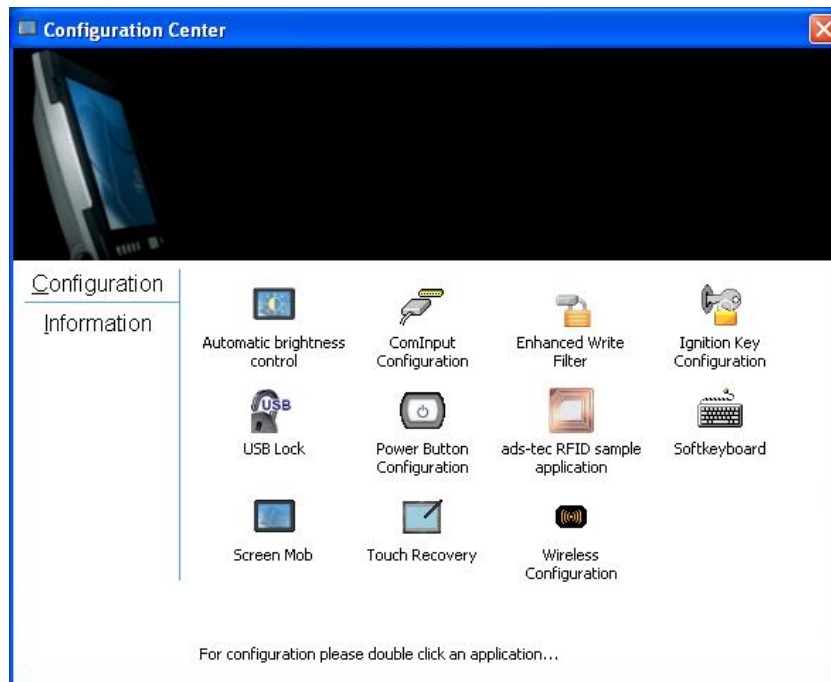 Configuration Center
Configuration
Information
Automatic brightness
control
ComInput
Configuration
Enhanced Write
Filter
Ignition Key
Configuration
USB
USB Lock
Power Button
Configuration
ads-tec RFID sample
application
Softkeyboard
Screen Mob
Touch Recovery
Wireless
Configuration
For configuration please double click an application...